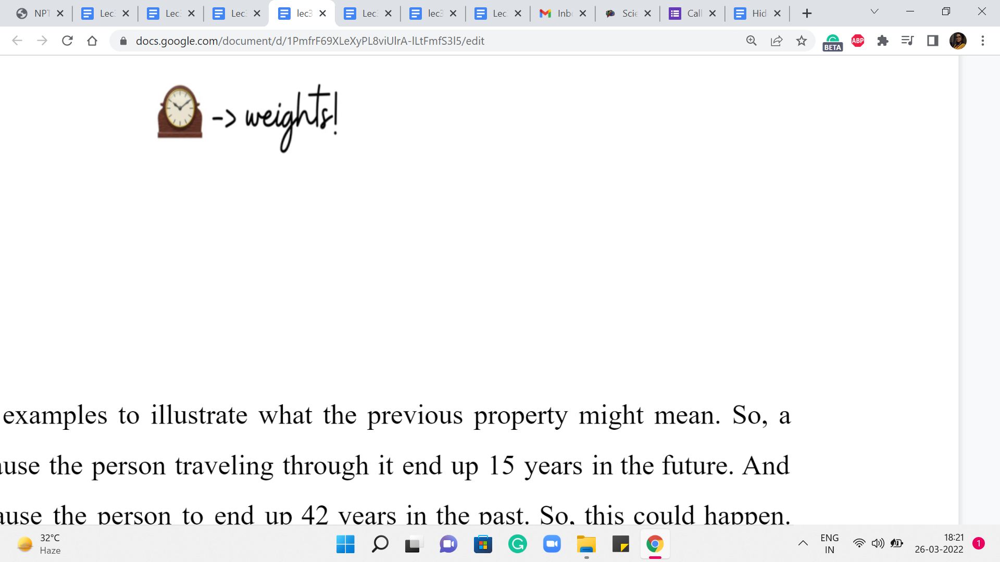 NPT Lec Lec Lec lec3 Lec lec3 Lec Inb Scie Call Hid
docs.google.com/document/d/1PmfrF69XLeXyPL8viUlrA-lLtFmfS3l5/edit
BETA
ABP
-> weights!
examples to illustrate what the previous property might mean. So, a
ause the person traveling through it end up 15 years in the future. And
ause the person to end up 42 years in the past. So, this could happen.
32°C
Haze
ENG
IN
18:21
26-03-2022
1